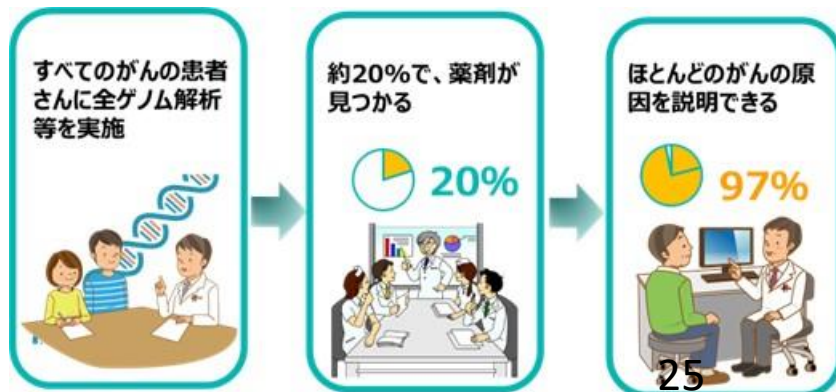 すべてのがんの患者
さんに全ゲノム解析
等を実施
約20%で、薬剤が
見つかる
20%
ほとんどのがんの原
因を説明できる
97%
25